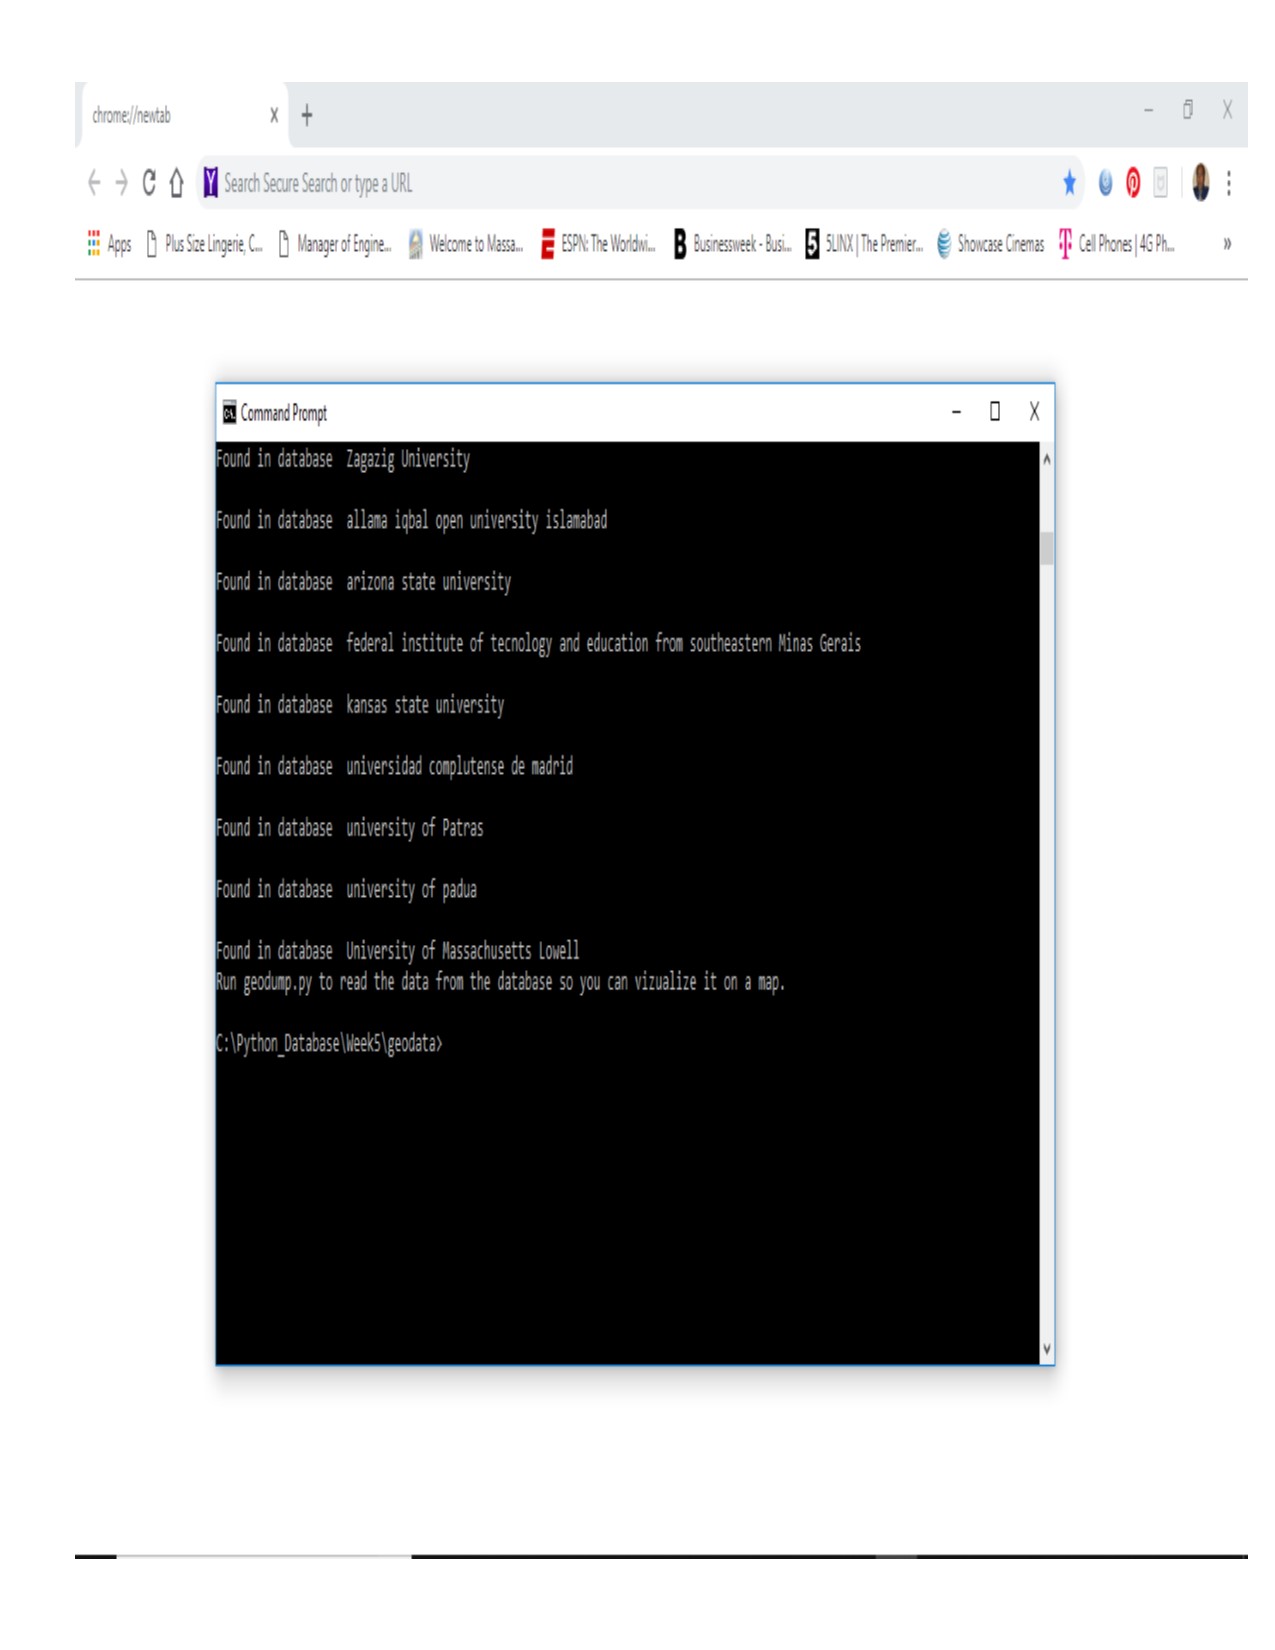 chrome://newtab
Search Secure Search or type a URL
Apps Plus Size Lingerie, C... Manager of Engine... Welcome to Massa... ESPN: The Worldwi... Businessweek - Busi... 5LINX | The Premier... Showcase Cinemas Cell Phones | 4G Ph... »
Command Prompt
Found in database Zagazig University
Found in database allama iqbal open university islamabad
Found in database arizona state university
Found in database federal institute of tecnology and education from southeastern Minas Gerais
Found in database kansas state university
Found in database universidad complutense de madrid
Found in database university of Patras
Found in database university of padua
Found in database University of Massachusetts Lowell
Run geodump.py to read the data from the database so you can vizualize it on a map.
C:\Python_Database\Week5\geodata>